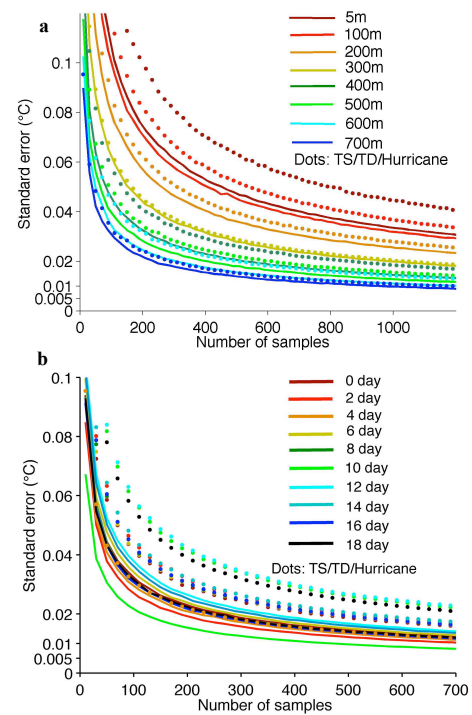 a
0.1
0.08
0.06
0.04
0.02
0.01
0.005
0
Standard error (°C)
5m
100m
200m
300m
400m
500m
600m
700m
Dots: TS/TD/Hurricane
0 200 400 600 800 1000
Number of samples
b
0.1
0.08
0.06
0.04
0.02
0.01
0.005
0
Standard error (°C)
0 day
2 day
4 day
6 day
8 day
10 day
12 day
14 day
16 day
18 day
Dots: TS/TD/Hurricane
0 100 200 300 400 500 600 700
Number of samples